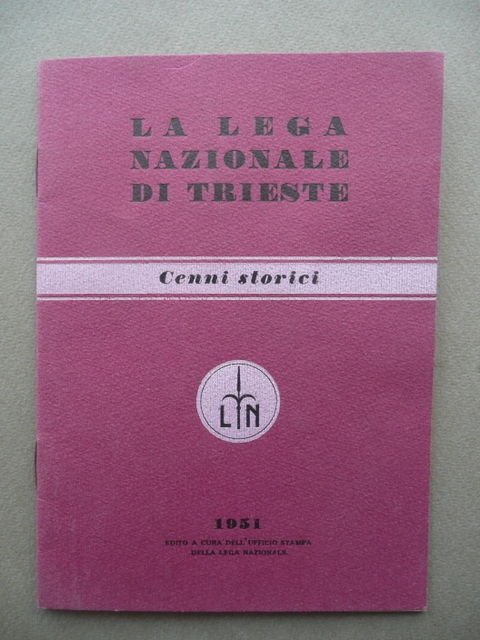 LA LEGA
NAZIONALE
DI TRIESTE
Cenni storici
LN
1951
EDITO A CURA DELL'UFFICIO STAMPA
DELLA LEGA NAZIONALE